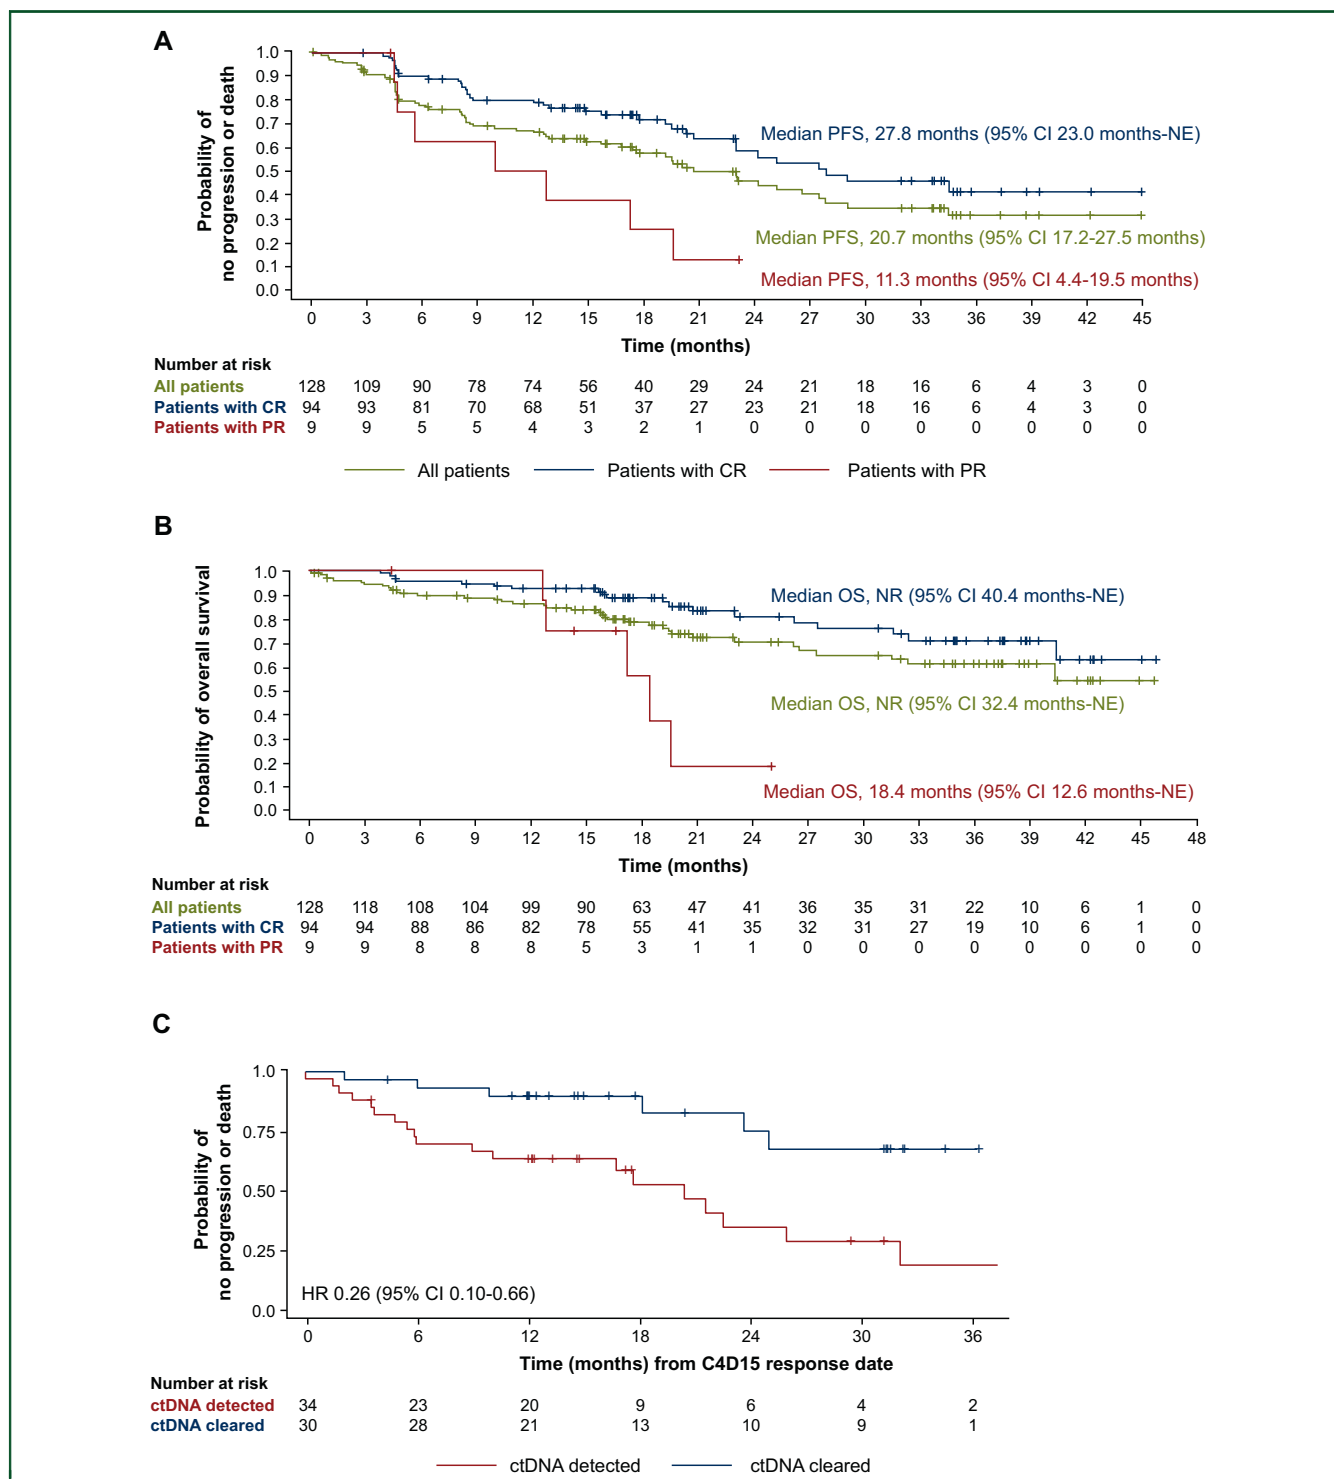 A
Probability of
no progression or death
1.0
0.9
0.8
0.7
0.6
0.5
0.4
0.3
0.2
0.1
0.0
Median PFS, 27.8 months (95% CI 23.0 months-NE)
Median PFS, 20.7 months (95% CI 17.2-27.5 months)
Median PFS, 11.3 months (95% CI 4.4-19.5 months)
0 3 6 9 12 15 18 21 24 27 30 33 36 39 42 45
Time (months)
Number at risk
All patients 128 109 90 78 74 56 40 29 24 21 18 16 6 4 3 0
Patients with CR 94 93 81 70 68 51 37 27 23 21 18 16 6 4 3 0
Patients with PR 9 9 5 5 4 3 2 1 0 0 0 0 0 0 0 0
All patients Patients with CR Patients with PR
B
Probability of overall survival
1.0
0.9
0.8
0.7
0.6
0.5
0.4
0.3
0.2
0.1
0.0
Median OS, NR (95% CI 40.4 months-NE)
Median OS, NR (95% CI 32.4 months-NE)
Median OS, 18.4 months (95% CI 12.6 months-NE)
0 3 6 9 12 15 18 21 24 27 30 33 36 39 42 45 48
Time (months)
Number at risk
All patients 128 118 108 104 99 90 63 47 41 36 35 31 22 10 6 1 0
Patients with CR 94 94 88 86 82 78 55 41 35 32 31 27 19 10 6 1 0
Patients with PR 9 9 8 8 8 5 3 1 1 0 0 0 0 0 0 0 0
C
Probability of
no progression or death
1.0
0.75
0.50
0.25
0.0
HR 0.26 (95% CI 0.10-0.66)
0 6 12 18 24 30 36
Time (months) from C4D15 response date
Number at risk
ctDNA detected 34 23 20 9 6 4 2
ctDNA cleared 30 28 21 13 10 9 1
ctDNA detected ctDNA cleared